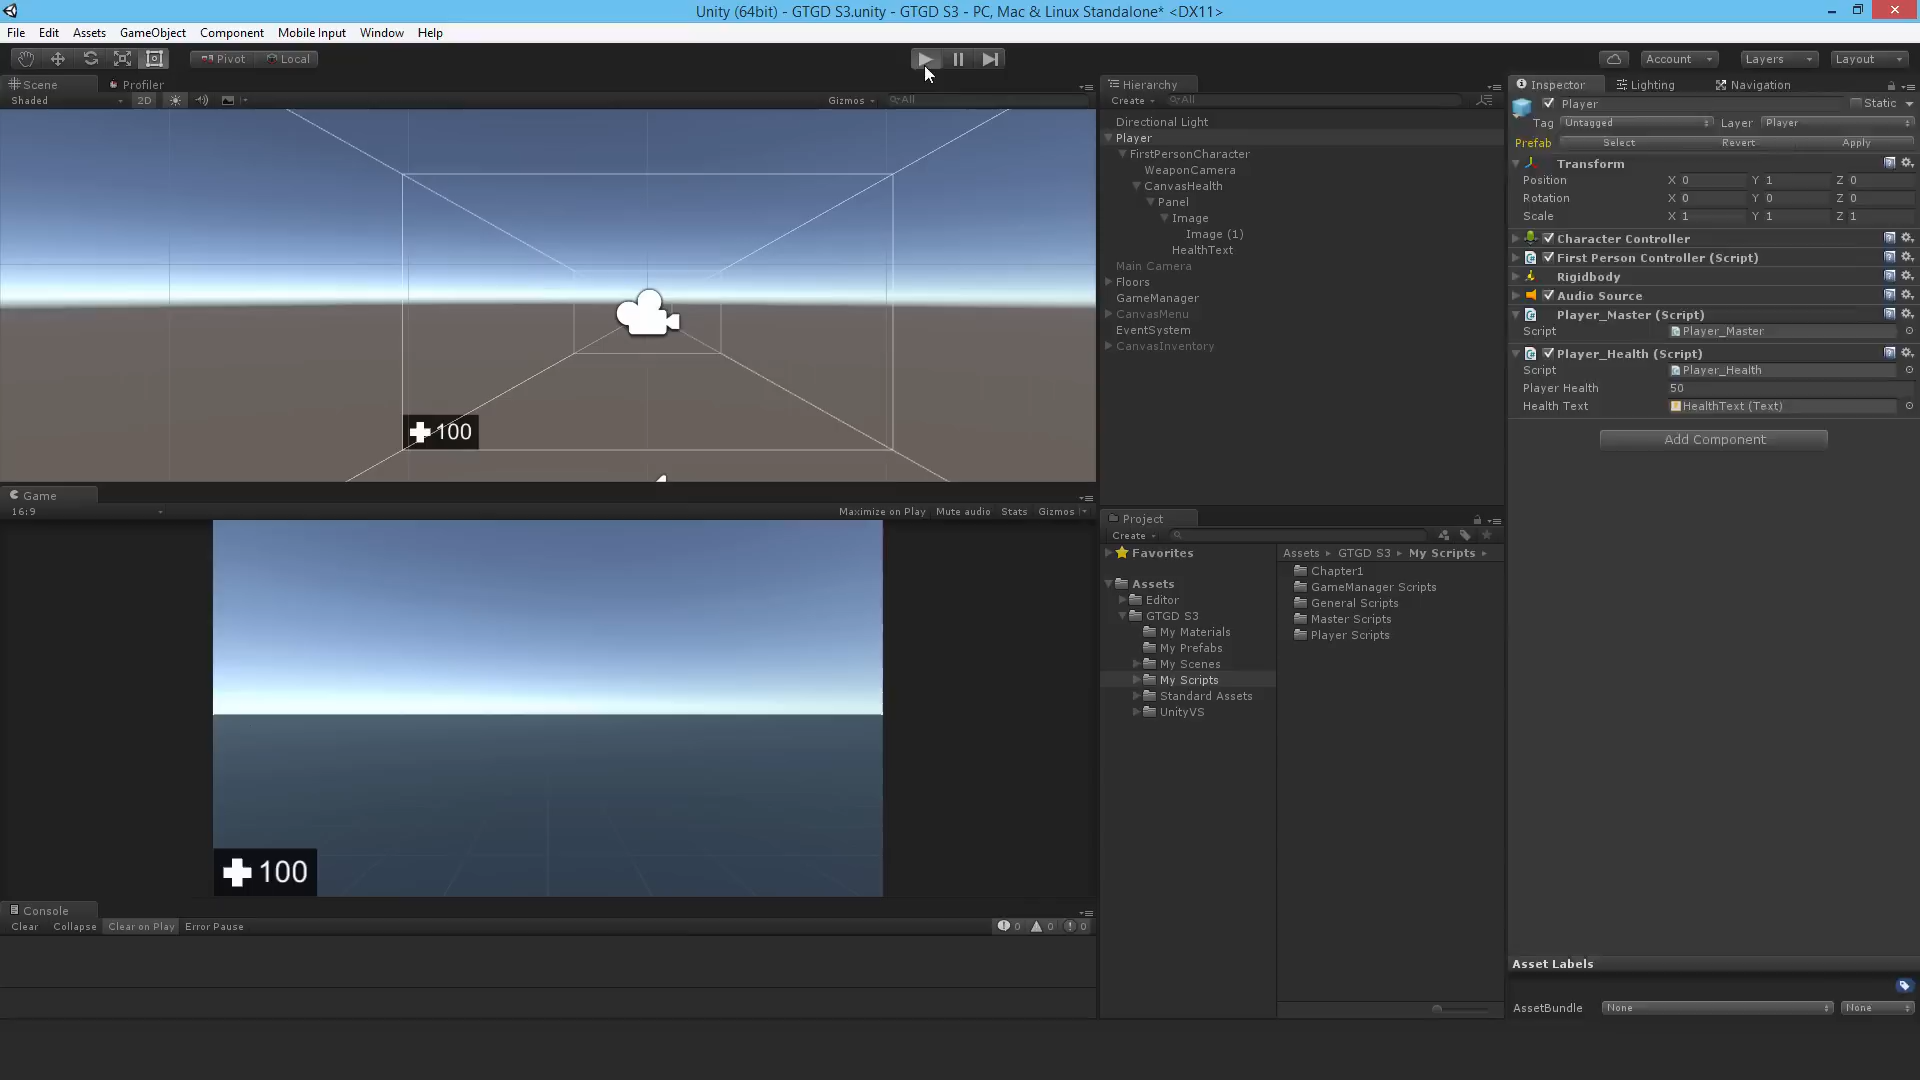 Unity (64bit) - GTGD S3.unity - GTGD S3 - PC, Mac & Linux Standalone* <DX11>
File Edit Assets GameObject Component Mobile Input Window Help
Pivot Local Account Layers Layout
Scene Profiler
Shaded 2D Gizmos All
100
Game
16:9 Maximize on Play Mute audio Stats Gizmos
100
Console
Clear Collapse Clear on Play Error Pause 0 0 0
Hierarchy
Create All
Directional Light
Player
FirstPersonCharacter
WeaponCamera
CanvasHealth
Panel
Image
Image (1)
HealthText
Main Camera
Floors
GameManager
CanvasMenu
EventSystem
CanvasInventory
Project
Create
Favorites
Assets
Editor
GTGD S3
My Materials
My Prefabs
My Scenes
My Scripts
Standard Assets
UnityVS
Assets GTGD S3 My Scripts
Chapter1
GameManager Scripts
General Scripts
Master Scripts
Player Scripts
Inspector Lighting Navigation
Player Static
Tag Untagged Layer Player
Prefab Select Revert Apply
Transform
Position X 0 Y 1 Z 0
Rotation X 0 Y 0 Z 0
Scale X 1 Y 1 Z 1
Character Controller
First Person Controller (Script)
Rigidbody
Audio Source
Player_Master (Script)
Script Player_Master
Player_Health (Script)
Script Player_Health
Player Health 50
Health Text HealthText (Text)
Add Component
Asset Labels
AssetBundle None None